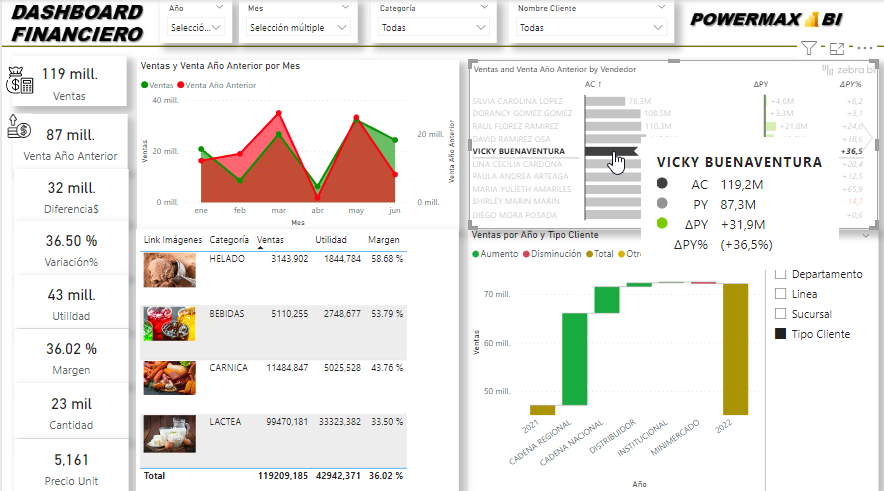 DASHBOARD
FINANCIERO
Año
Selecció...
Mes
Selección múltiple
Categoría
Todas
Nombre Cliente
Todas
POWERMAX BI
119 mill.
Ventas
87 mill.
Venta Año Anterior
32 mill.
Diferencia$
36.50 %
Variación%
43 mill.
Utilidad
36.02 %
Margen
23 mil
Cantidad
5,161
Precio Unit
Ventas y Venta Año Anterior por Mes
Ventas Venta Año Anterior
40 mill.
20 mill.
0 mill.
Ventas
20 mill.
0 mill.
Venta Año Anterior
ene feb mar abr may jun
Mes
Link Imágenes Categoría Ventas Utilidad Margen
HELADO 3143,902 1844,784 58.68 %
BEBIDAS 5110,255 2748,677 53.79 %
CARNICA 11484,847 5025,528 43.76 %
LACTEA 99470,181 33323,382 33.50 %
Total 119209,185 42942,371 36.02 %
Ventas and Venta Año Anterior by Vendedor
zebra bi
AC ↑ ΔPY ΔPY%
SILVIA CAROLINA LOPEZ 78,3M +4,6M +6,2
DORANCY GOMEZ GOMEZ 108,5M +3,3M +3,1
RAUL FLOREZ RAMIREZ 110,3M +21,8M +24,6
DAVID RAMIREZ OSA +18,6
VICKY BUENAVENTURA +36,5
LINA CECILIA CARDONA +20,4
PAULA ANDREA ARTEAGA +12,5
MARIA YULIETH AMARILES +65,9
SHIRLEY MARIN MARIN -14,7
DIEGO MORA POSADA +0,6
VICKY BUENAVENTURA
AC 119,2M
PY 87,3M
ΔPY +31,9M
ΔPY% (+36,5%)
Ventas por Año y Tipo Cliente
Aumento Disminución Total Otr
70 mill.
60 mill.
50 mill.
Ventas
2021
CADENA REGIONAL
CADENA NACIONAL
DISTRIBUIDOR
INSTITUCIONAL
MINIMERCADO
2022
Año
Departamento
Linea
Sucursal
Tipo Cliente